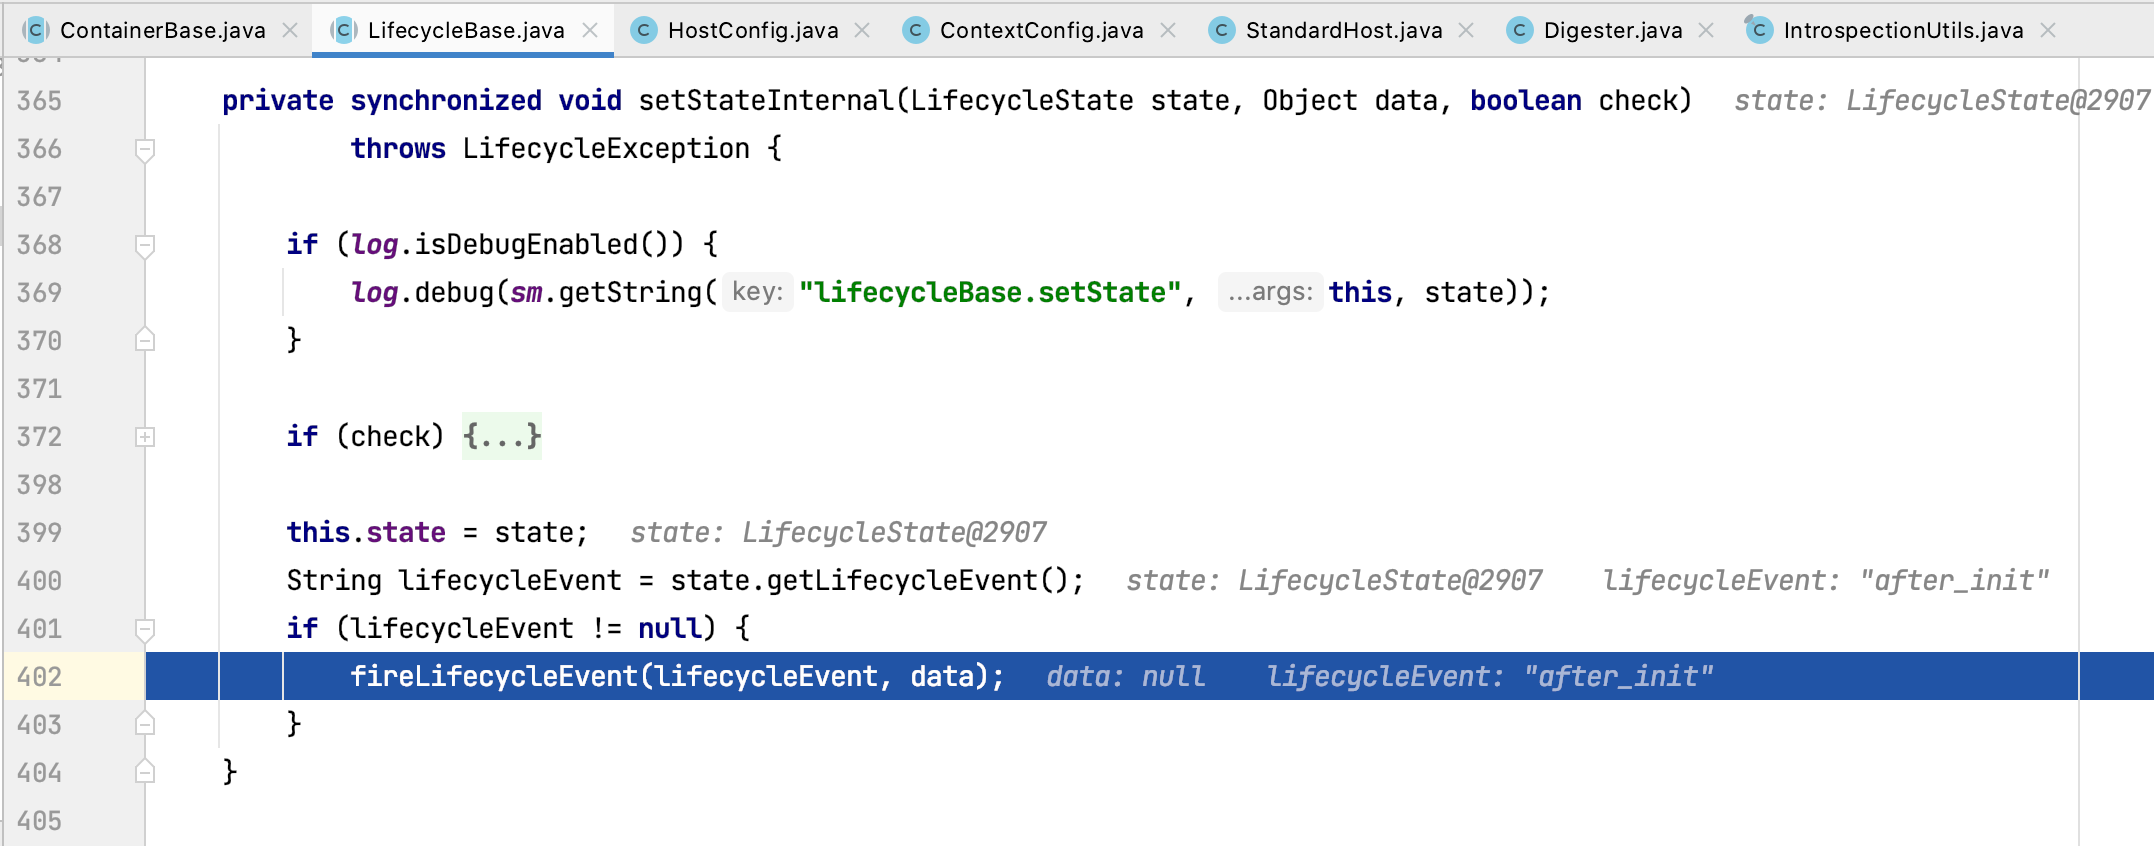 ContainerBase.java LifecycleBase.java HostConfig.java ContextConfig.java StandardHost.java Digester.java IntrospectionUtils.java
365 private synchronized void setStateInternal(LifecycleState state, Object data, boolean check) state: LifecycleState@2907
366 throws LifecycleException {
367
368 if (log.isDebugEnabled()) {
369 log.debug(sm.getString( key: "lifecycleBase.setState", ...args: this, state));
370 }
371
372 if (check) {...}
398
399 this.state = state; state: LifecycleState@2907
400 String lifecycleEvent = state.getLifecycleEvent(); state: LifecycleState@2907 lifecycleEvent: "after_init"
401 if (lifecycleEvent != null) {
402 fireLifecycleEvent(lifecycleEvent, data); data: null lifecycleEvent: "after_init"
403 }
404 }
405